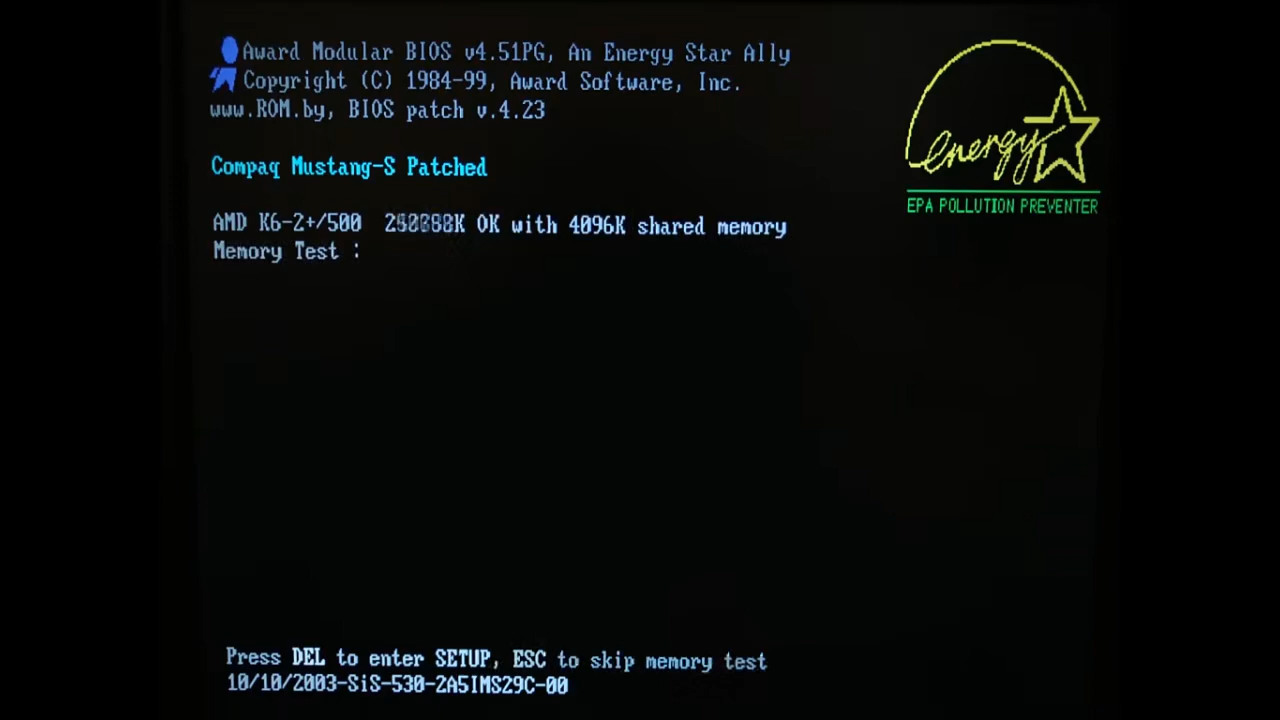 Award Modular BIOS v4.51PG, An Energy Star Ally
Copyright (C) 1984-99, Award Software, Inc.
www.ROM.by, BIOS patch v.4.23
energy
EPA POLLUTION PREVENTER
Compaq Mustang-S Patched
AMD K6-2+/500 OK with 4096K shared memory
Memory Test :
Press DEL to enter SETUP, ESC to skip memory test
10/10/2003-SiS-530-2A5IMS29C-00